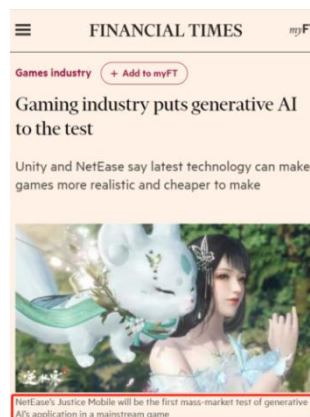 FINANCIAL TIMES
myF
Games industry
+ Add to myFT
Gaming industry puts generative AI
to the test
Unity and NetEase say latest technology can make
games more realistic and cheaper to make
NetEase's Justice Mobile will be the first mass-market test of generative
AI's application in a mainstream game